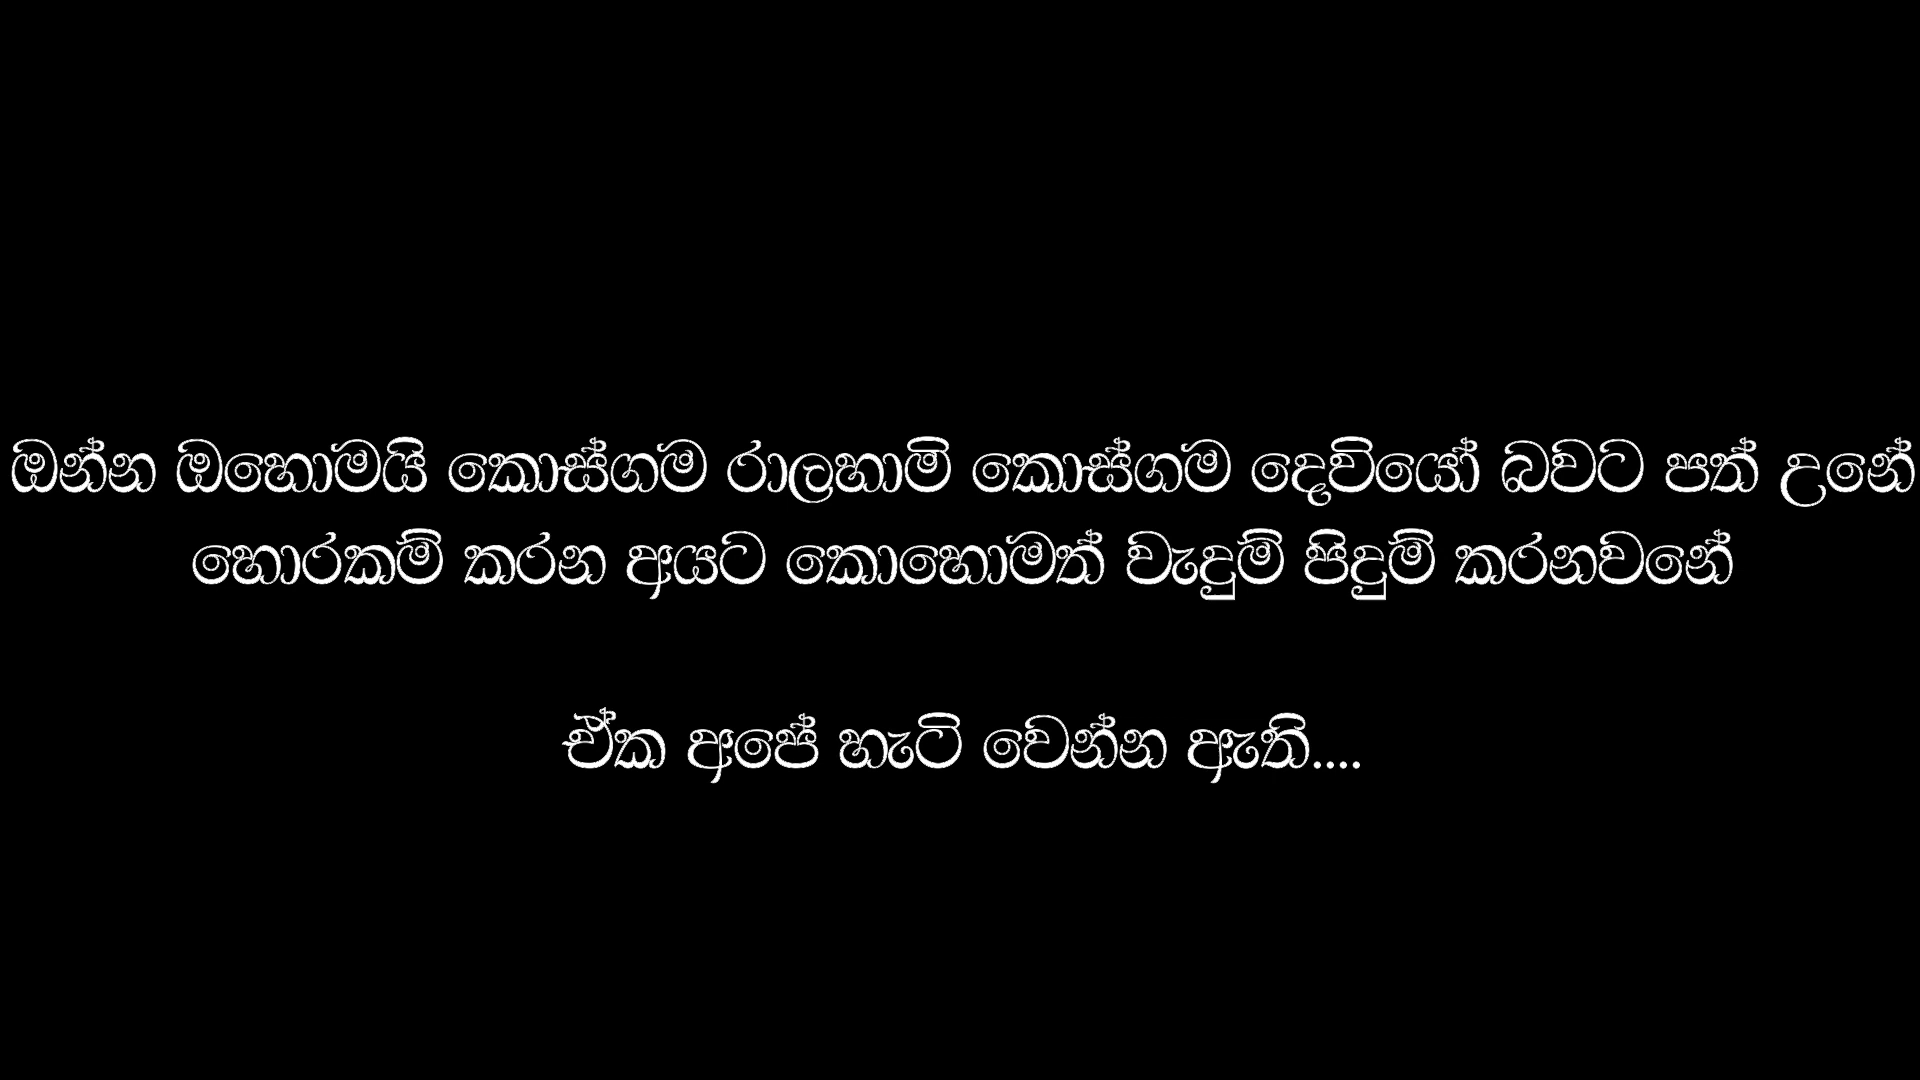 ඔන්න ඔහොමයි කොස්ගම රාලහාමි කොස්ගම දෙවියෝ බවට පත් උනේ
හොරකම් කරන අයට කොහොමත් වැදුම් පිදුම් කරනවනේ
ඒක අපේ හැටි වෙන්න ඇති....